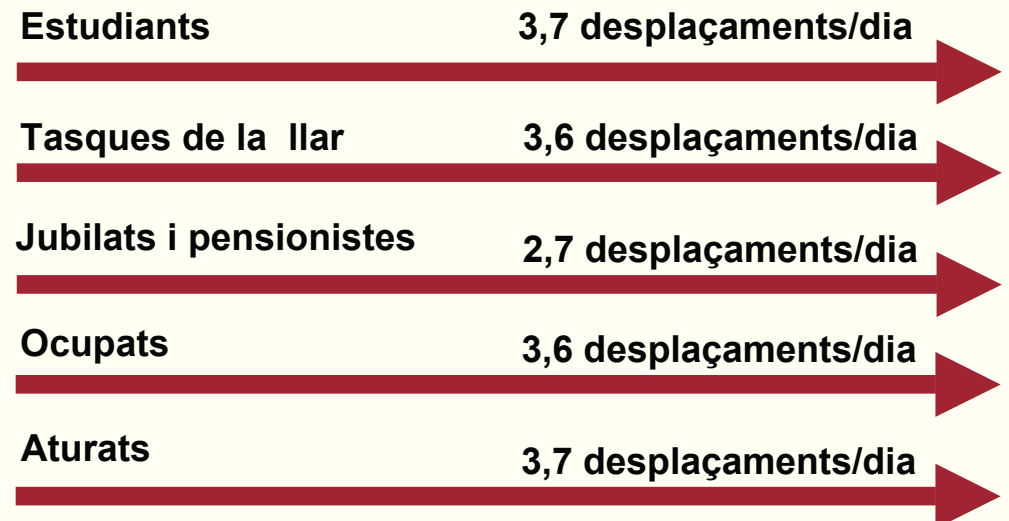 Estudiants 3,7 desplaçaments/dia
Tasques de la llar 3,6 desplaçaments/dia
Jubilats i pensionistes 2,7 desplaçaments/dia
Ocupats 3,6 desplaçaments/dia
Aturats 3,7 desplaçaments/dia